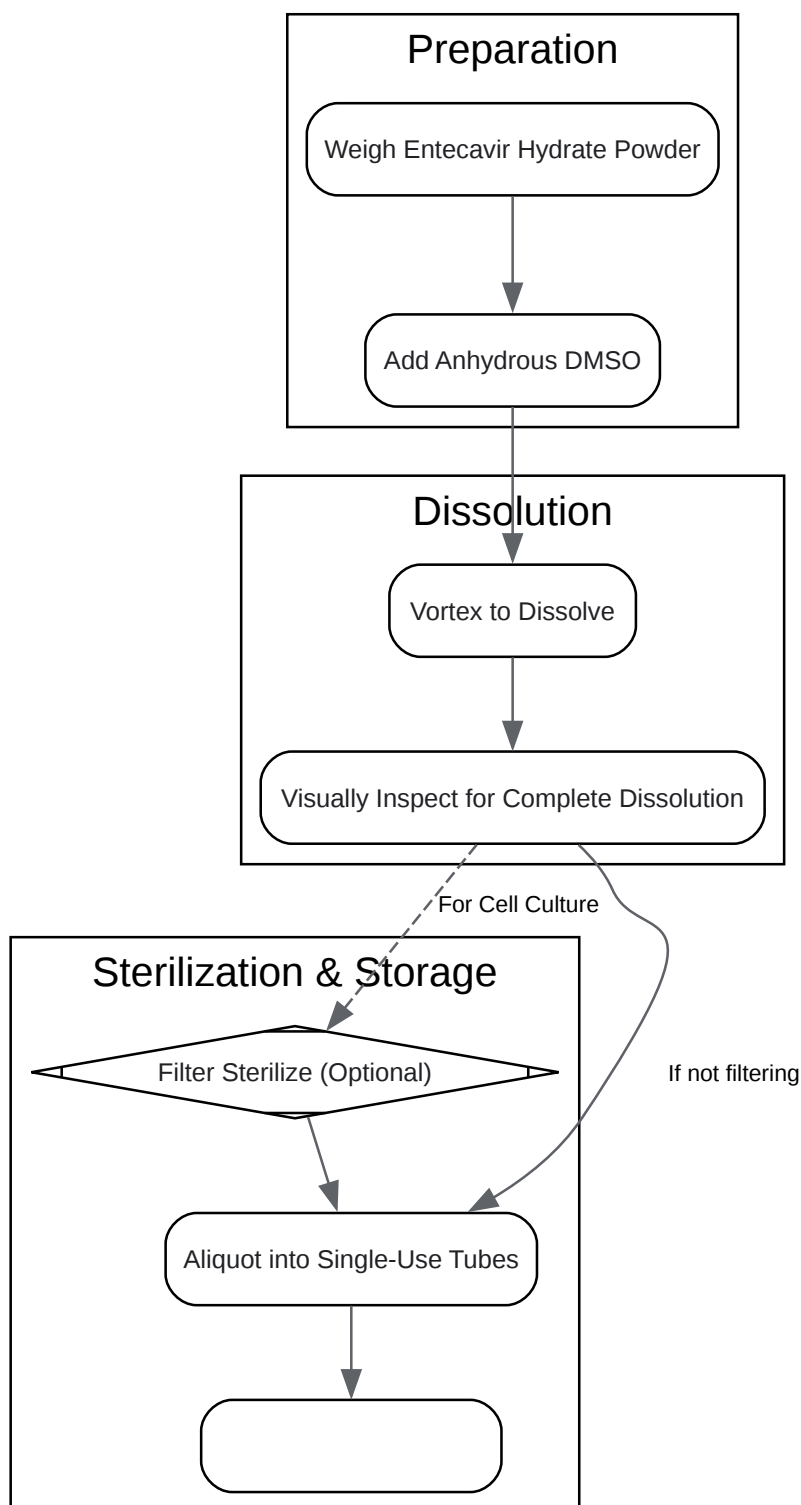 Preparation
Weigh Entecavir Hydrate Powder
Add Anhydrous DMSO
Dissolution
Vortex to Dissolve
Visually Inspect for Complete Dissolution
For Cell Culture
Sterilization & Storage
Filter Sterilize (Optional)
If not filtering
Aliquot into Single-Use Tubes